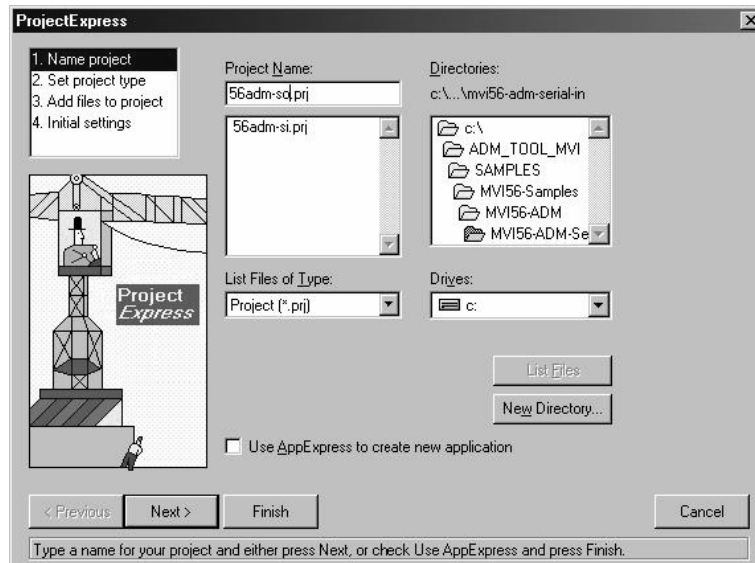 ProjectExpress
1. Name project
2. Set project type
3. Add files to project
4. Initial settings
Project Express
Project Name:
56adm-so.prj
56adm-si.prj
List Files of Type:
Project (*.prj)
Directories:
c:\...\mvi56-adm-serial-in
c:\
ADM_TOOL_MVI
SAMPLES
MVI56-Samples
MVI56-ADM
MVI56-ADM-Se
Drives:
c:
List Files
New Directory...
Use AppExpress to create new application
< Previous
Next >
Finish
Cancel
Type a name for your project and either press Next, or check Use AppExpress and press Finish.